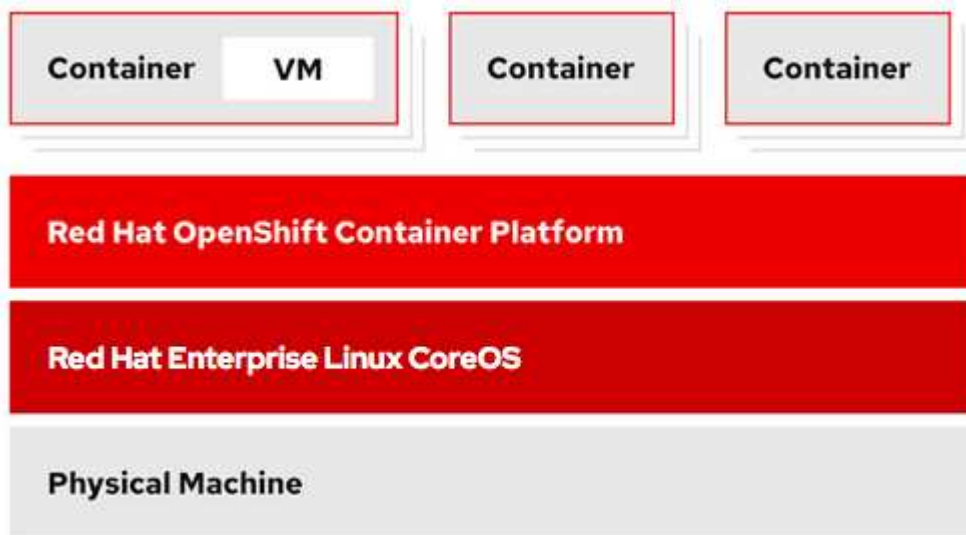 Container VM Container Container
Red Hat OpenShift Container Platform
Red Hat Enterprise Linux CoreOS
Physical Machine